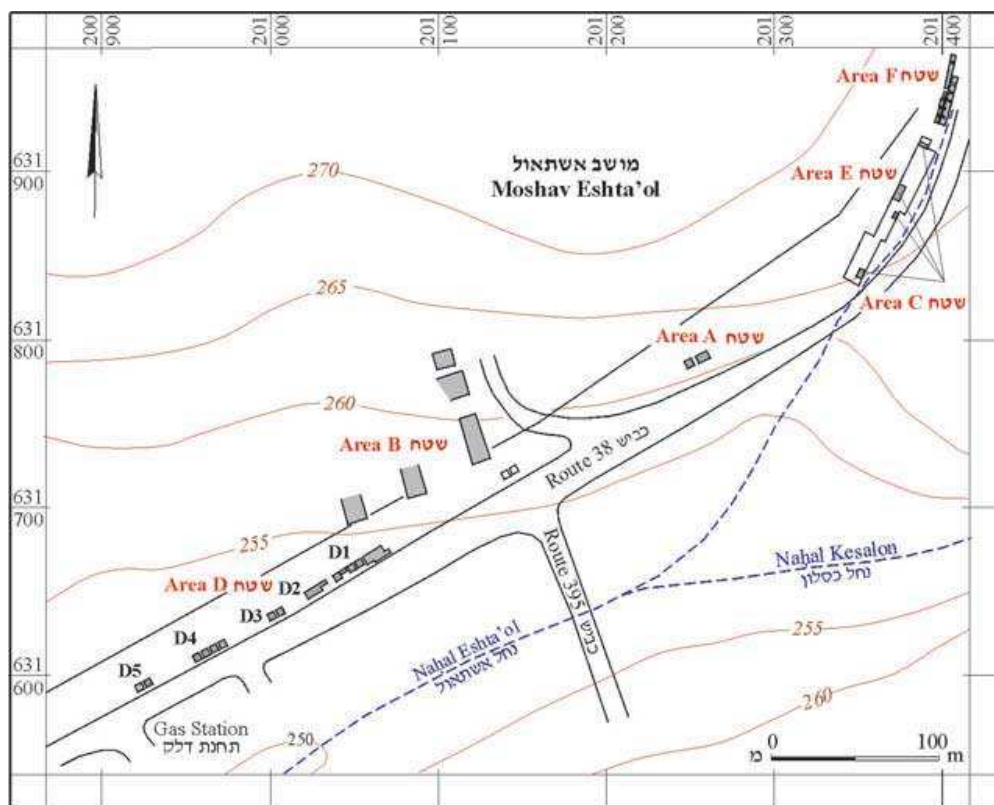 200
900
201
000
201
100
201
200
201
300
201
400
Area F שטח
631
900
270
מושב אשתאול
Moshav Eshta'ol
Area E שטח
265
Area C שטח
631
800
Area A שטח
260
Area B שטח
Route 38 כביש
631
700
255
D1
Area D שטח
D2
D3
D4
D5
Route 3951 כביש
Nahal Kesalon
נחל כסלון
Nahal Eshta'ol
נחל אשתאול
255
260
631
600
Gas Station
תחנת דלק
250
0 100
מ m